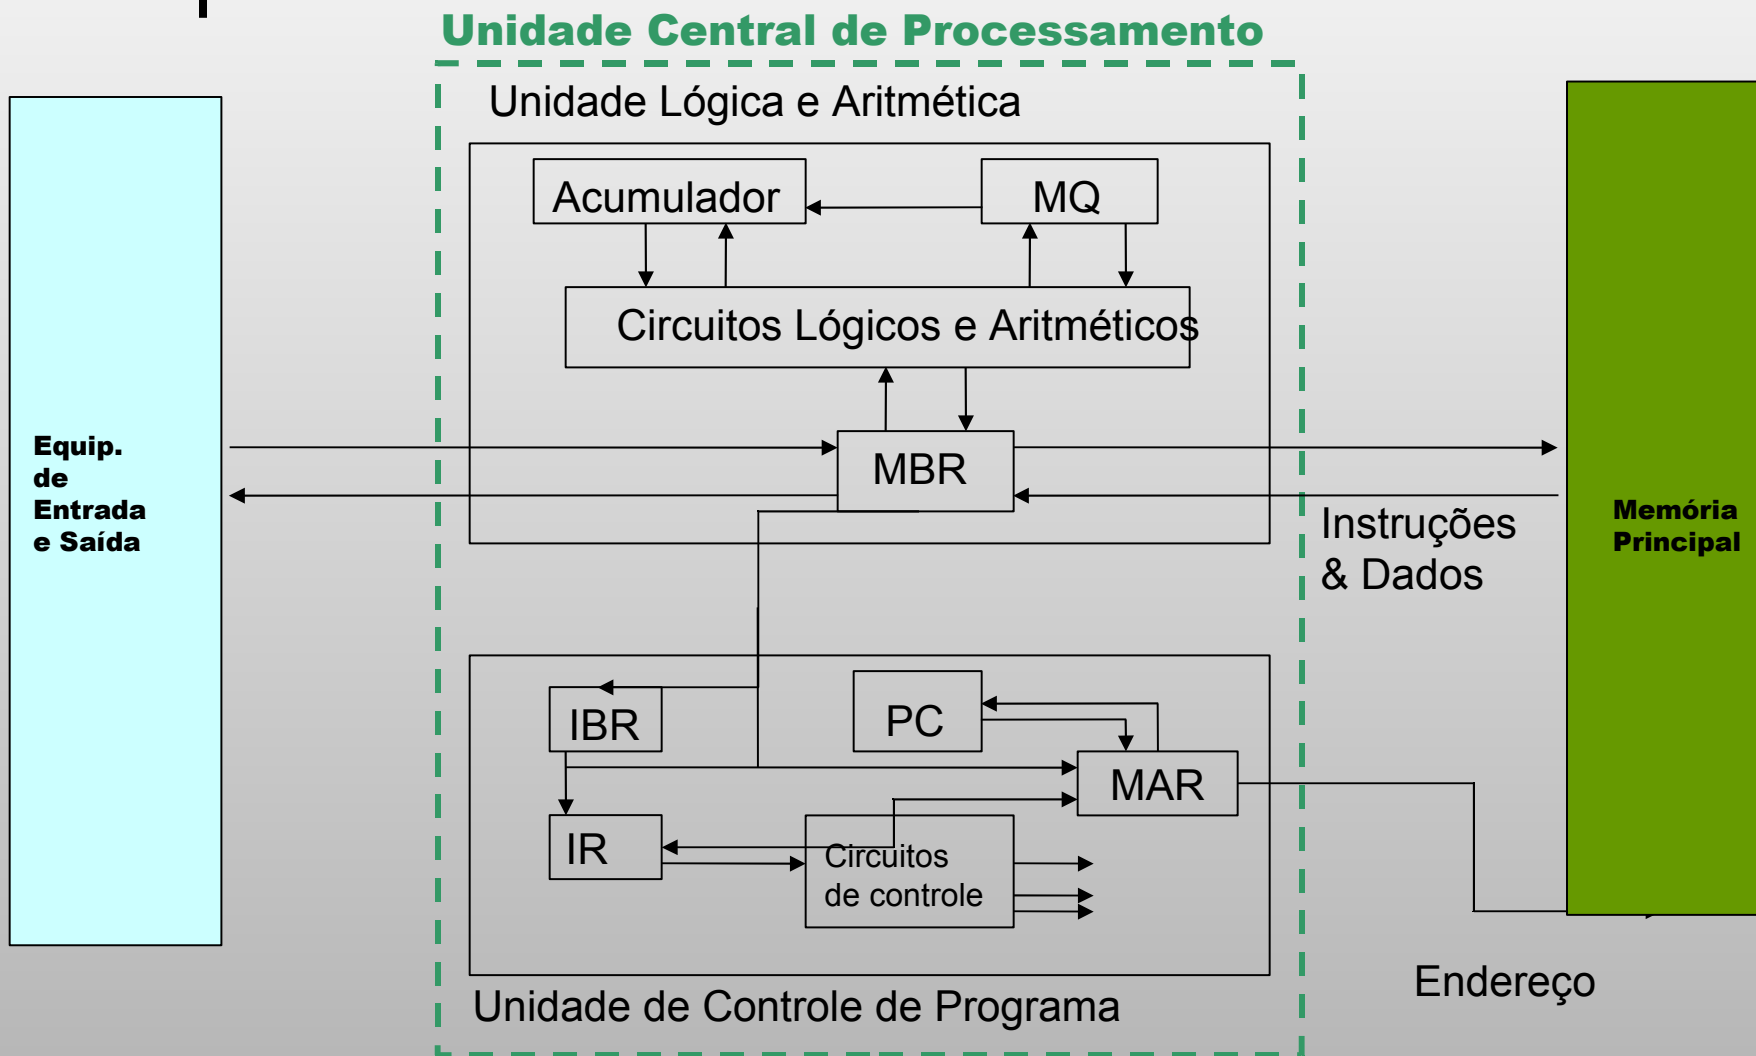 Unidade Central de Processamento
Unidade Lógica e Aritmética
Acumulador
MQ
Circuitos Lógicos e Aritméticos
Equip.
de
Entrada
e Saída
MBR
Instruções
& Dados
Memória
Principal
IBR
PC
MAR
IR
Circuitos
de controle
Unidade de Controle de Programa
Endereço